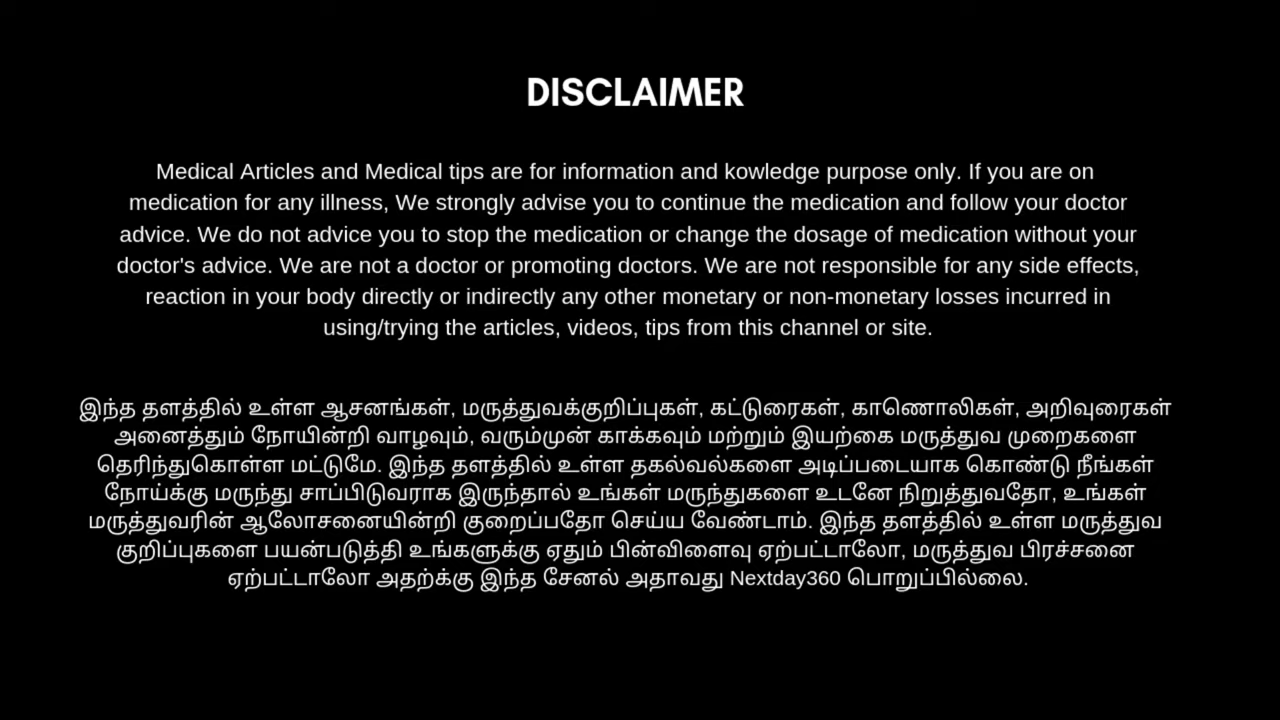 DISCLAIMER
Medical Articles and Medical tips are for information and kowledge purpose only. If you are on
medication for any illness, We strongly advise you to continue the medication and follow your doctor
advice. We do not advice you to stop the medication or change the dosage of medication without your
doctor's advice. We are not a doctor or promoting doctors. We are not responsible for any side effects,
reaction in your body directly or indirectly any other monetary or non-monetary losses incurred in
using/trying the articles, videos, tips from this channel or site.
இந்த தளத்தில் உள்ள ஆசனங்கள், மருத்துவக்குறிப்புகள், கட்டுரைகள், காணொலிகள், அறிவுரைகள்
அனைத்தும் நோயின்றி வாழவும், வரும்முன் காக்கவும் மற்றும் இயற்கை மருத்துவ முறைகளை
தெரிந்துகொள்ள மட்டுமே. இந்த தளத்தில் உள்ள தகல்வல்களை அடிப்படையாக கொண்டு நீங்கள்
நோய்க்கு மருந்து சாப்பிடுவராக இருந்தால் உங்கள் மருந்துகளை உடனே நிறுத்துவதோ, உங்கள்
மருத்துவரின் ஆலோசனையின்றி குறைப்பதோ செய்ய வேண்டாம். இந்த தளத்தில் உள்ள மருத்துவ
குறிப்புகளை பயன்படுத்தி உங்களுக்கு ஏதும் பின்விளைவு ஏற்பட்டாலோ, மருத்துவ பிரச்சனை
ஏற்பட்டாலோ அதற்க்கு இந்த சேனல் அதாவது Nextday360 பொறுப்பில்லை.